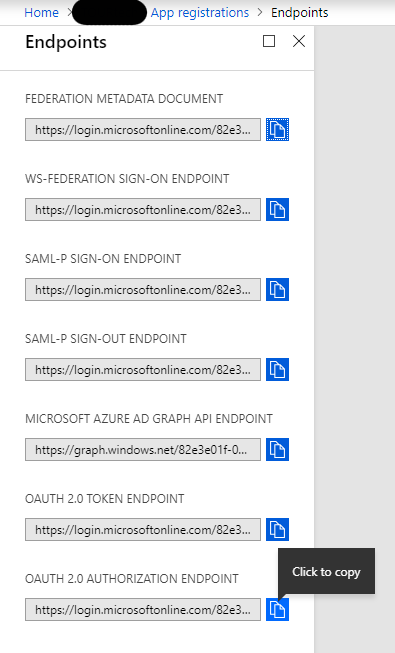 Home > App registrations > Endpoints
Endpoints
FEDERATION METADATA DOCUMENT
https://login.microsoftonline.com/82e3...
WS-FEDERATION SIGN-ON ENDPOINT
https://login.microsoftonline.com/82e3...
SAML-P SIGN-ON ENDPOINT
https://login.microsoftonline.com/82e3...
SAML-P SIGN-OUT ENDPOINT
https://login.microsoftonline.com/82e3...
MICROSOFT AZURE AD GRAPH API ENDPOINT
https://graph.windows.net/82e3e01f-0...
OAUTH 2.0 TOKEN ENDPOINT
https://login.microsoftonline.com/82e3...
OAUTH 2.0 AUTHORIZATION ENDPOINT
Click to copy
https://login.microsoftonline.com/82e3...